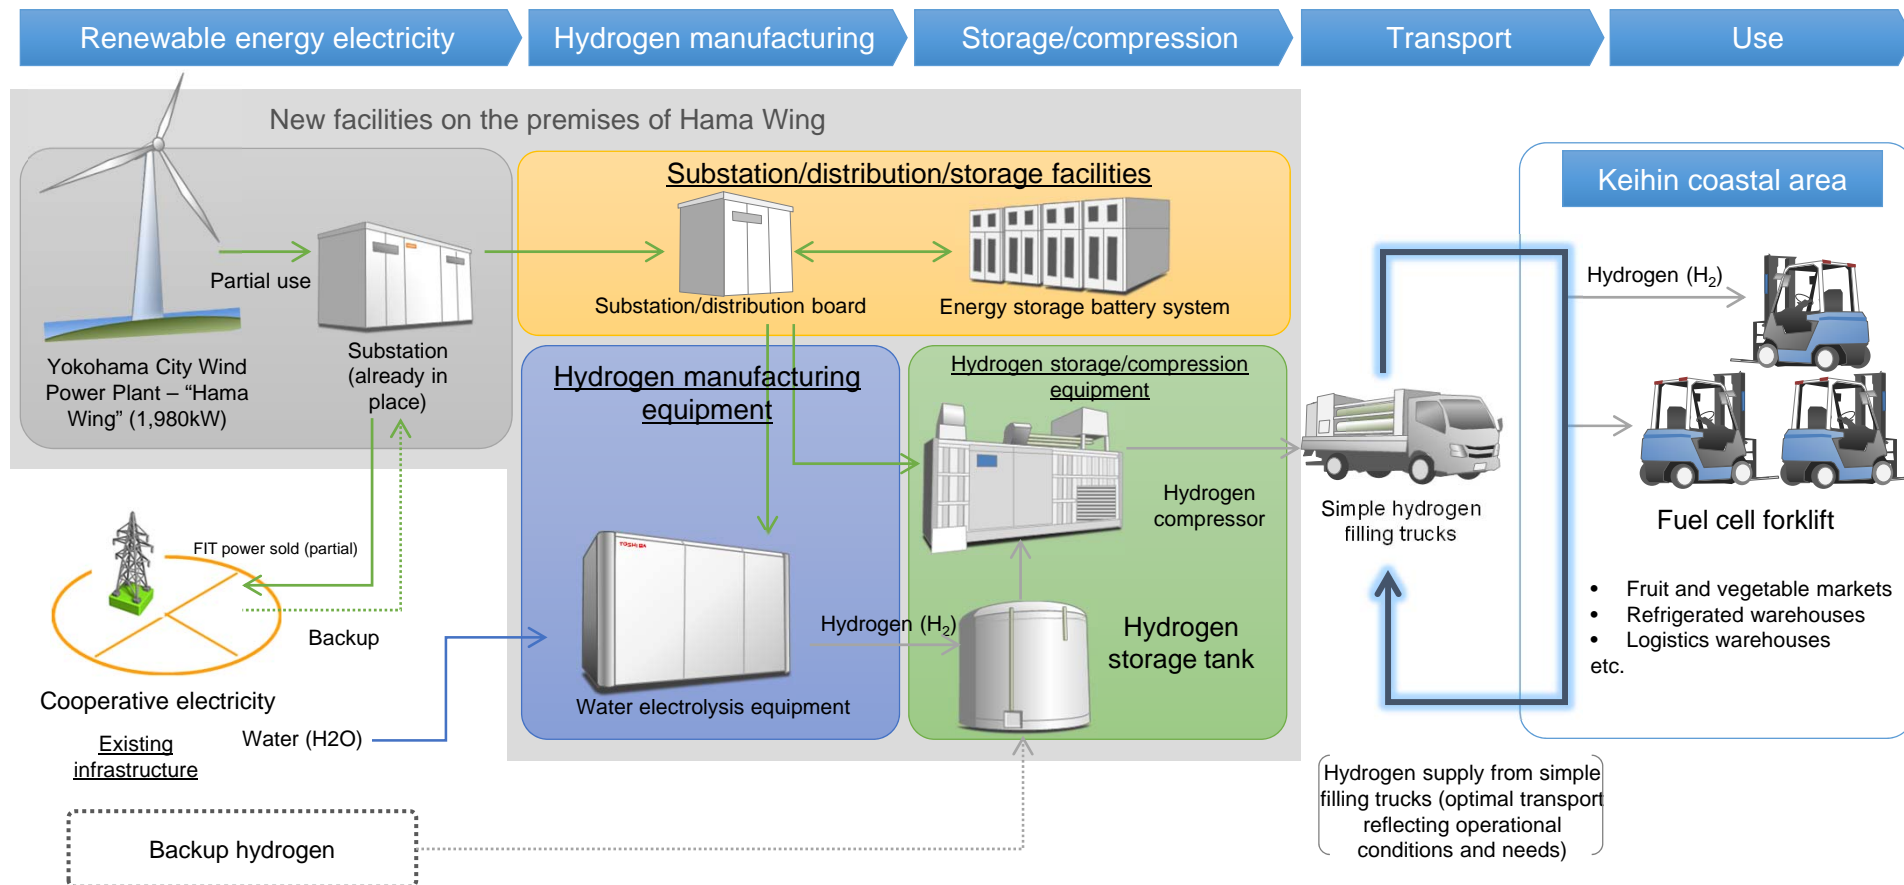 Renewable energy electricity
Hydrogen manufacturing
Storage/compression
Transport
Use
New facilities on the premises of Hama Wing
Partial use
Yokohama City Wind
Power Plant – “Hama
Wing” (1,980kW)
Substation
(already in
place)
Substation/distribution/storage facilities
Substation/distribution board
Energy storage battery system
Hydrogen manufacturing
equipment
TOSHIBA
Water electrolysis equipment
Hydrogen storage/compression
equipment
Hydrogen
compressor
Hydrogen (H₂)
Hydrogen
storage tank
FIT power sold (partial)
Backup
Cooperative electricity
Existing
infrastructure
Water (H2O)
Backup hydrogen
Simple hydrogen
filling trucks
Hydrogen supply from simple
filling trucks (optimal transport
reflecting operational
conditions and needs)
Keihin coastal area
Hydrogen (H₂)
Fuel cell forklift
• Fruit and vegetable markets
• Refrigerated warehouses
• Logistics warehouses
etc.